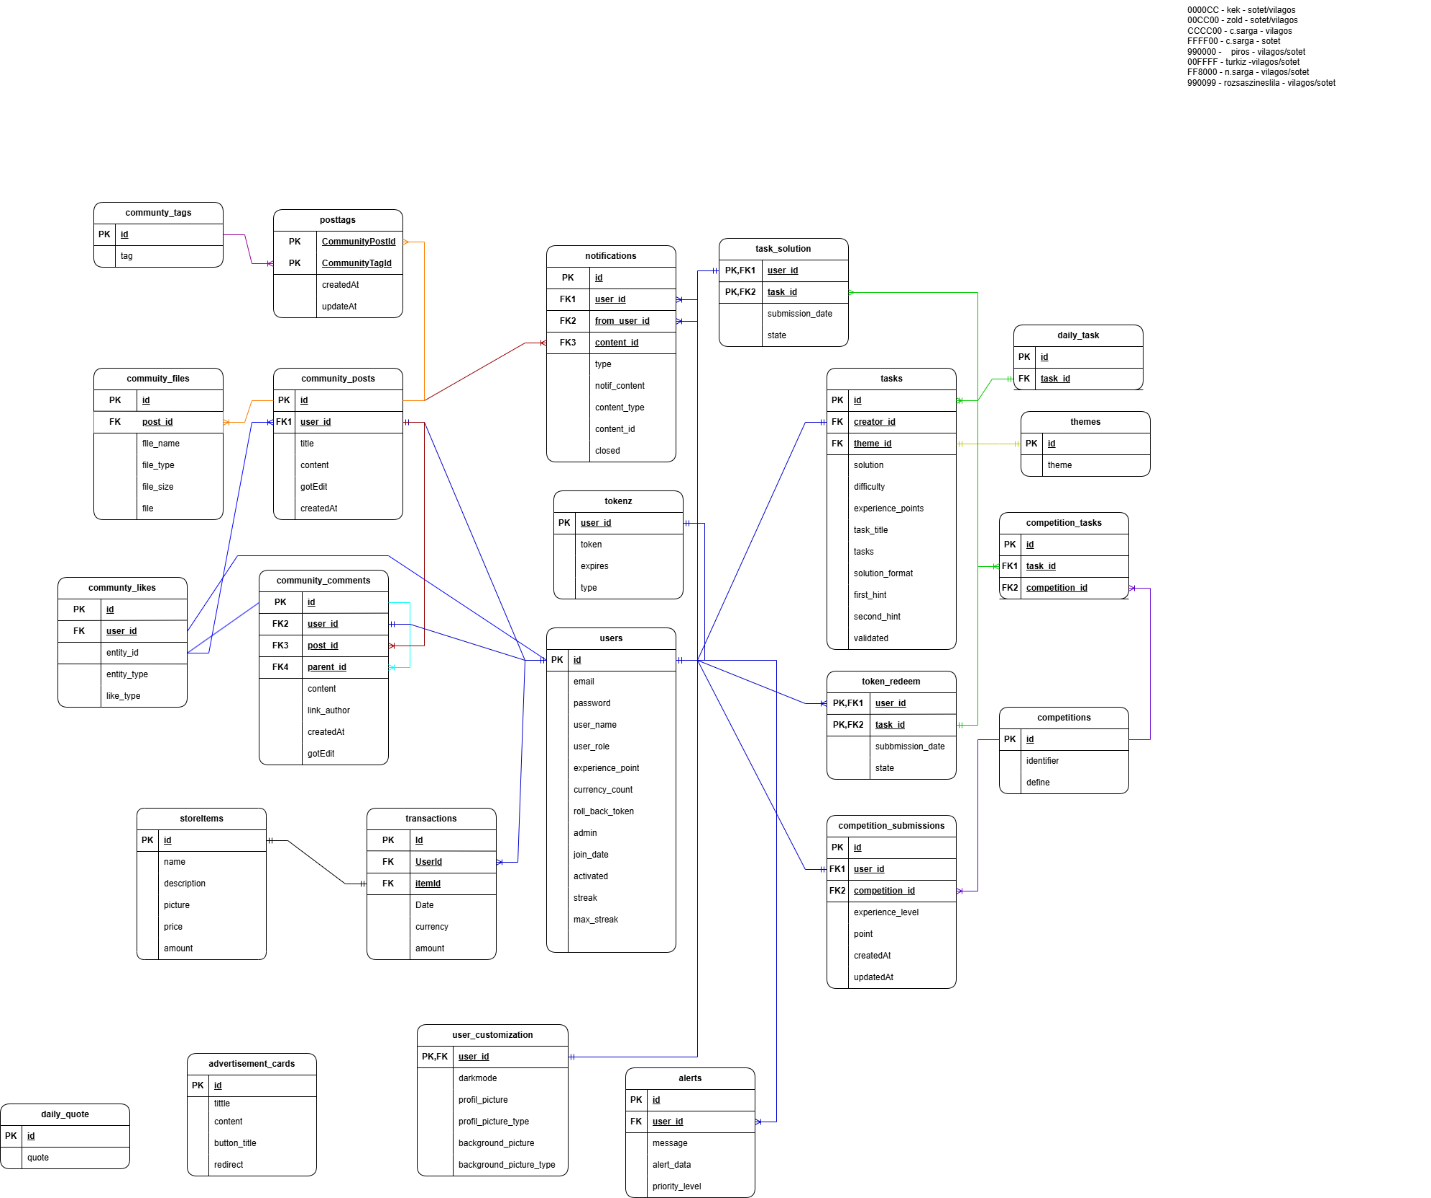 0000CC - kek - sotet/vilagos
00CC00 - zold - sotet/vilagos
CCCC00 - c.sarga - vilagos
FFFF00 - c.sarga - sotet
990000 - piros - vilagos/sotet
00FFFF - turkiz -vilagos/sotet
FF8000 - n.sarga - vilagos/sotet
990099 - rozsaszineslila - vilagos/sotet
communty_tags
PK id
tag
posttags
PK CommunityPostId
PK CommunityTagId
createdAt
updateAt
notifications
PK id
FK1 user_id
FK2 from_user_id
FK3 content_id
type
notif_content
content_type
content_id
closed
task_solution
PK,FK1 user_id
PK,FK2 task_id
submission_date
state
daily_task
PK id
FK task_id
commuity_files
PK id
FK post_id
file_name
file_type
file_size
file
community_posts
PK id
FK1 user_id
title
content
gotEdit
createdAt
tasks
PK id
FK creator_id
FK theme_id
solution
difficulty
experience_points
task_title
tasks
solution_format
first_hint
second_hint
validated
themes
PK id
theme
tokenz
PK user_id
token
expires
type
competition_tasks
PK id
FK1 task_id
FK2 competition_id
communty_likes
PK id
FK user_id
entity_id
entity_type
like_type
community_comments
PK id
FK2 user_id
FK3 post_id
FK4 parent_id
content
link_author
createdAt
gotEdit
users
PK id
email
password
user_name
user_role
experience_point
currency_count
roll_back_token
admin
join_date
activated
streak
max_streak
token_redeem
PK,FK1 user_id
PK,FK2 task_id
subbmission_date
state
competitions
PK id
identifier
define
storeItems
PK id
name
description
picture
price
amount
transactions
PK Id
FK UserId
FK itemId
Date
currency
amount
competition_submissions
PK id
FK1 user_id
FK2 competition_id
experience_level
point
createdAt
updatedAt
user_customization
PK,FK user_id
darkmode
profil_picture
profil_picture_type
background_picture
background_picture_type
advertisement_cards
PK id
tittle
content
button_title
redirect
alerts
PK id
FK user_id
message
alert_data
priority_level
daily_quote
PK id
quote